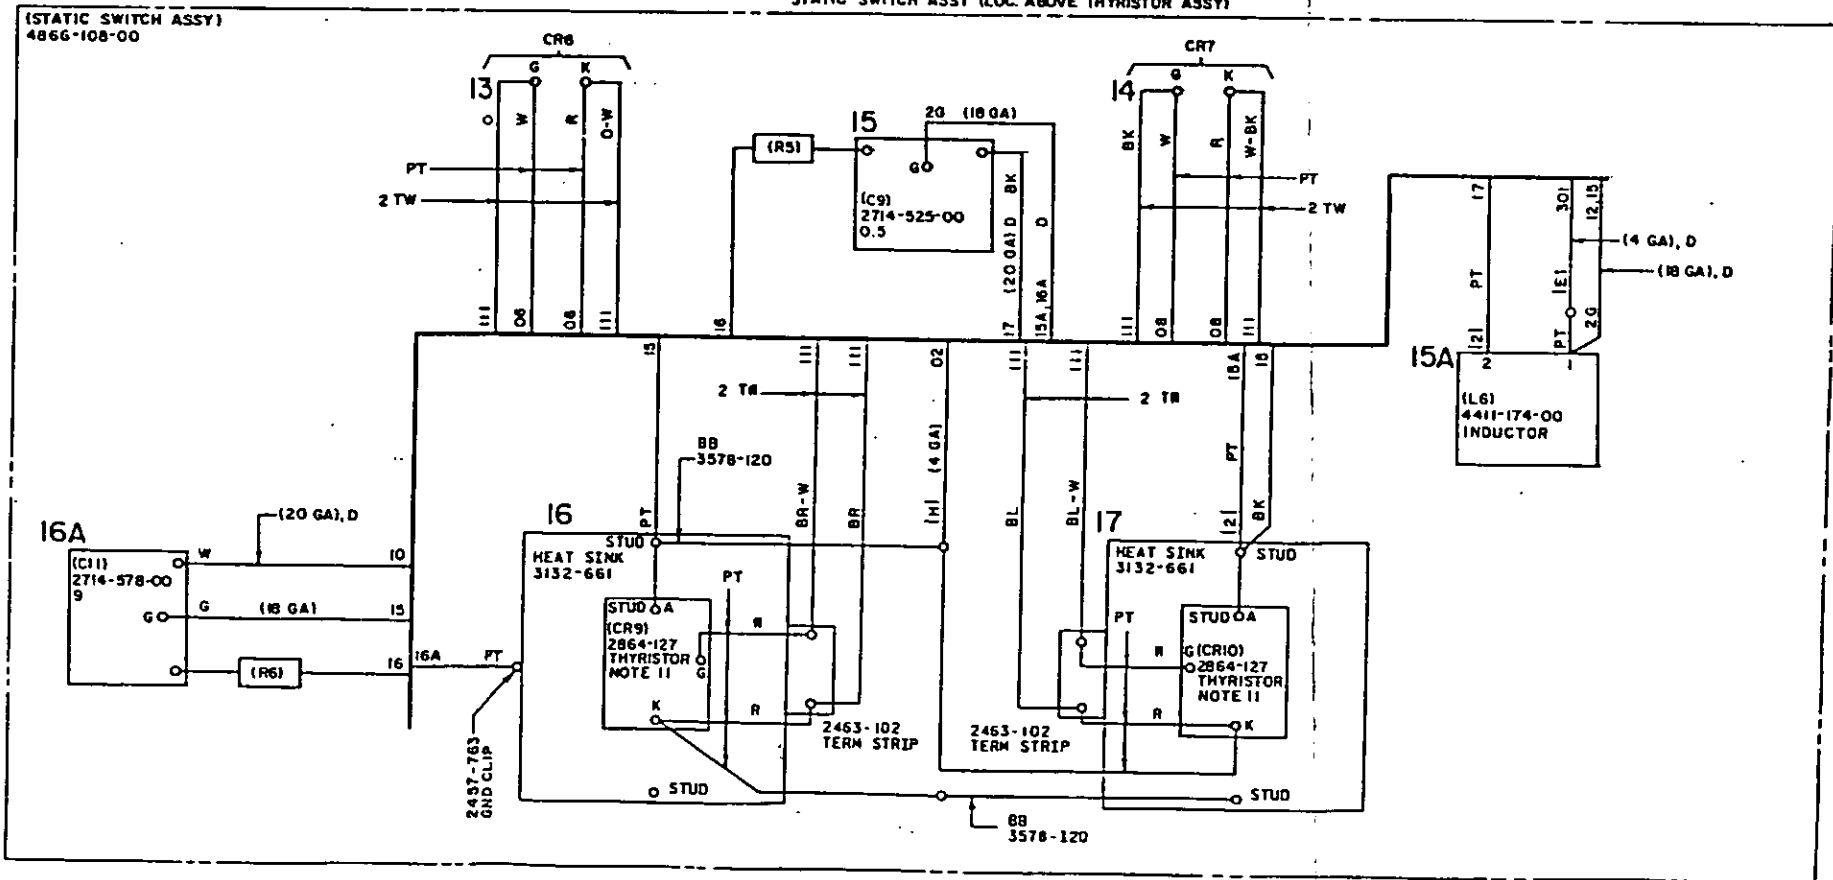 STATIC SWITCH ASSY (LOC. ABOVE THYRISTOR ASSY)
(STATIC SWITCH ASSY)
4866-108-00
CR6
G K
13
O
W
R
O-W
PT
2 TW
111
06
06
111
15
2G (18 GA)
(R5)
G
(C9)
2714-525-00
0.5
16
(20 GA) D BK
17
15A, 16A D
CR7
G K
14
BK
W
R
W-BK
PT
2 TW
111
08
08
111
17
301
12,15
(4 GA), D
(18 GA), D
PT
(E)
2G
(2)
PT
15A
2
1
(L6)
4411-174-00
INDUCTOR
15
111
111
02
111
111
15A
15
2 TW
2 TW
BB
3578-120
PT
BR-W
BR
(H) (4 GA)
BL
BL-W
(2) PT
BK
16A
(20 GA), D
W
10
(C11)
2714-578-00
9
G
G (18 GA) 15
(R6)
16
16A PT
2457-763
GND CLIP
16
STUD
HEAT SINK
3132-661
PT
STUD A
(CR9)
2864-127
THYRISTOR
NOTE 11
G
W
K
R
2463-102
TERM STRIP
STUD
17
HEAT SINK
3132-661
STUD
PT
STUD A
W
G (CR10)
2864-127
THYRISTOR
NOTE 11
R
K
2463-102
TERM STRIP
STUD
BB
3578-120